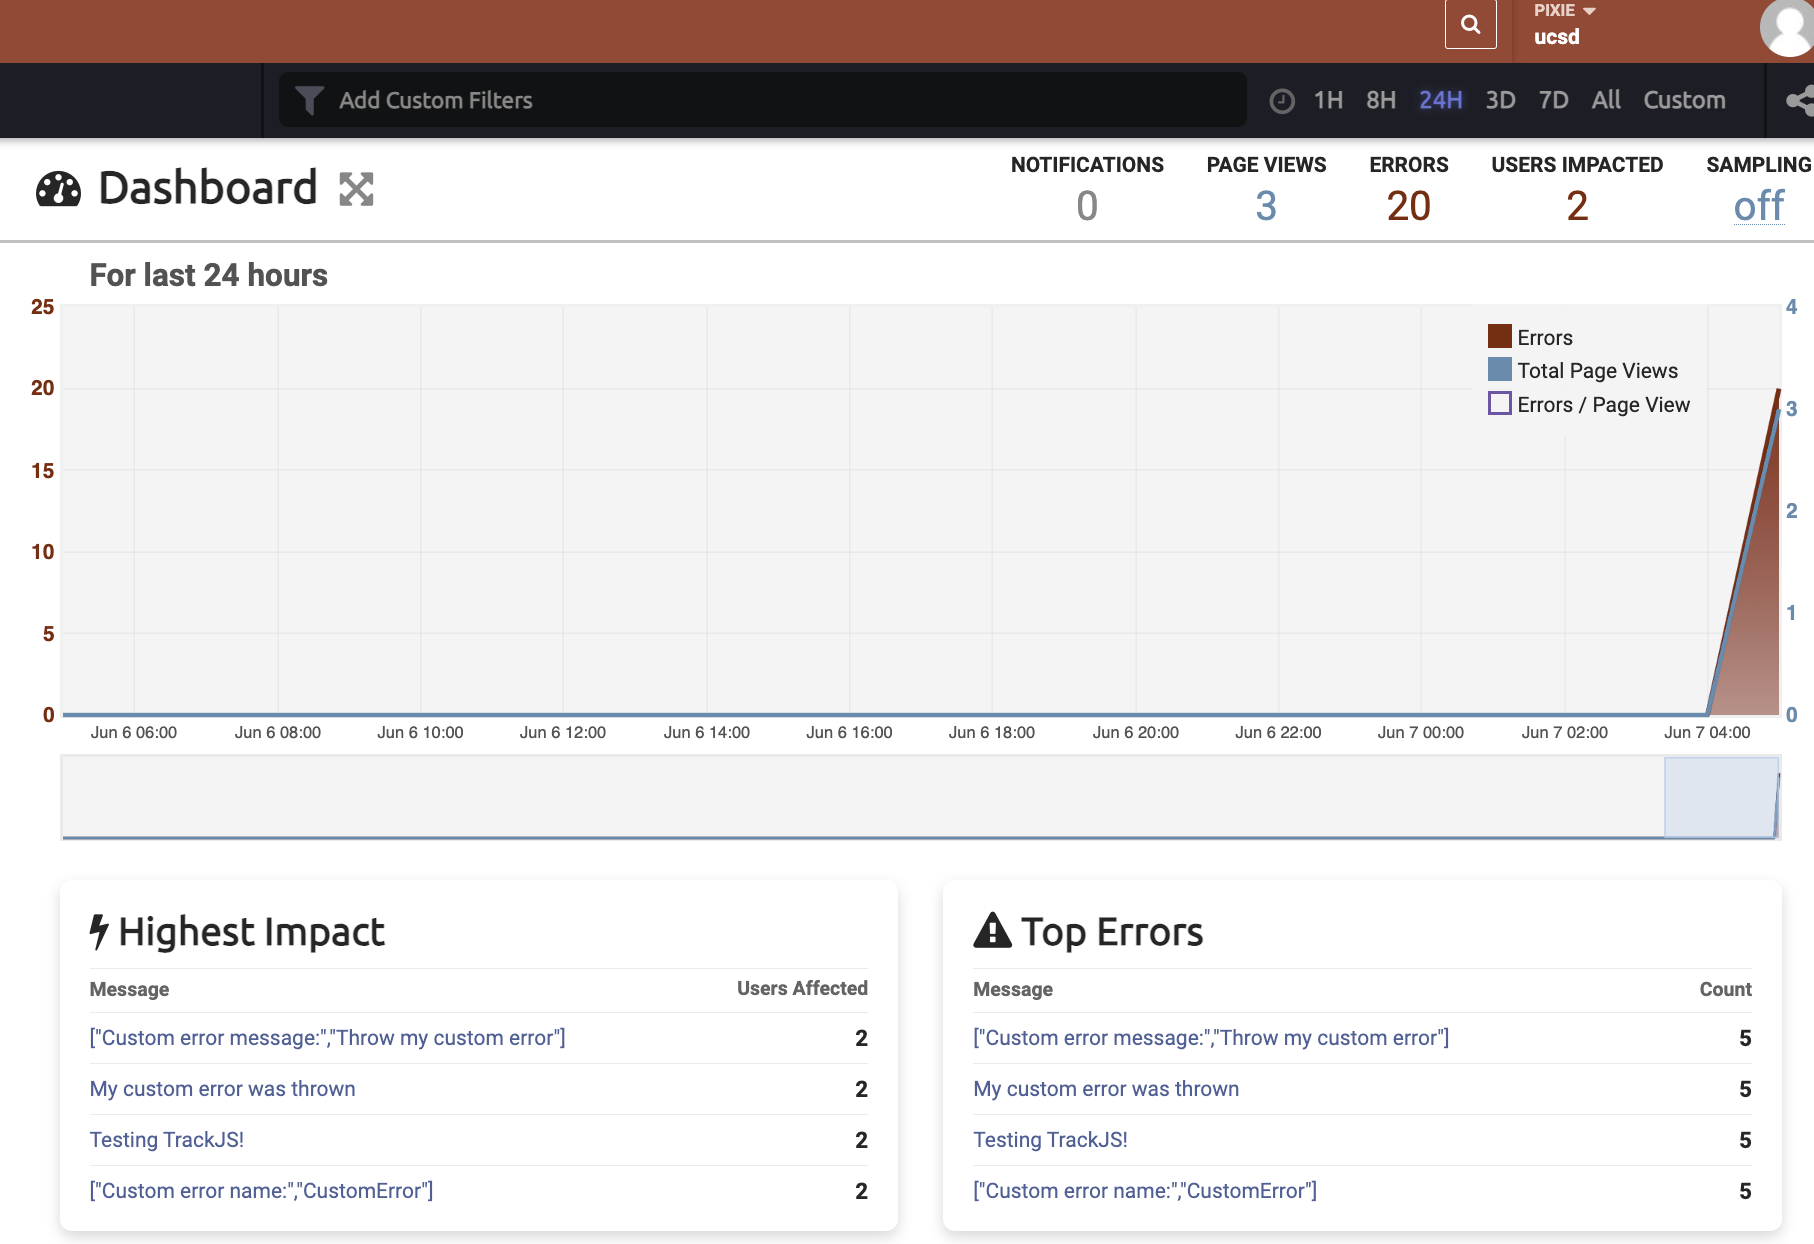 PIXIE
ucsd
Add Custom Filters
1H 8H 24H 3D 7D All Custom
Dashboard
NOTIFICATIONS PAGE VIEWS ERRORS USERS IMPACTED SAMPLING
0 3 20 2 off
For last 24 hours
25
20
15
10
5
0
4
3
2
1
0
Errors
Total Page Views
Errors / Page View
Jun 6 06:00 Jun 6 08:00 Jun 6 10:00 Jun 6 12:00 Jun 6 14:00 Jun 6 16:00 Jun 6 18:00 Jun 6 20:00 Jun 6 22:00 Jun 7 00:00 Jun 7 02:00 Jun 7 04:00
Highest Impact
Message Users Affected
["Custom error message:","Throw my custom error"] 2
My custom error was thrown 2
Testing TrackJS! 2
["Custom error name:","CustomError"] 2
Top Errors
Message Count
["Custom error message:","Throw my custom error"] 5
My custom error was thrown 5
Testing TrackJS! 5
["Custom error name:","CustomError"] 5